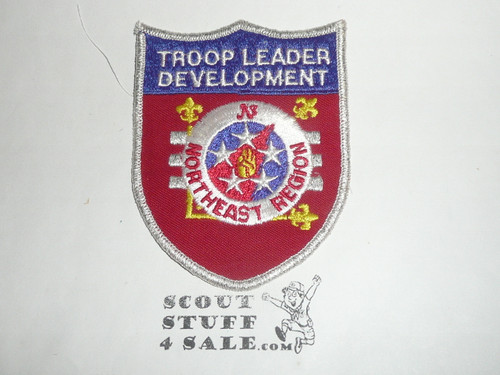 TROOP LEADER
DEVELOPMENT
N
NORTHEAST REGION
SCOUT
STUFF
4 SALE.com